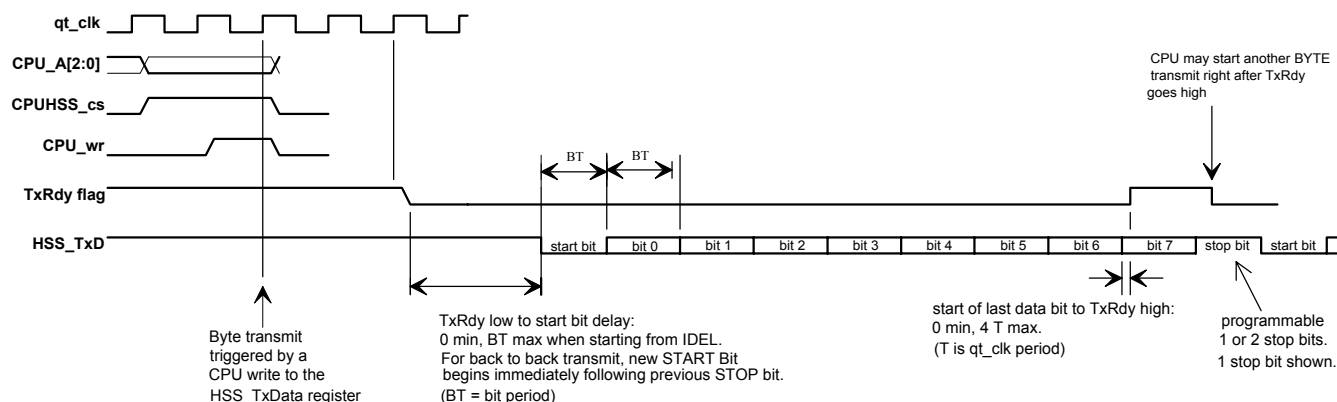 qt_clk
CPU_A[2:0]
CPUHSS_cs
CPU_wr
TxRdy flag
HSS_TxD
CPU may start another BYTE
transmit right after TxRdy
goes high
BT
BT
start bit
bit 0
bit 1
bit 2
bit 3
bit 4
bit 5
bit 6
bit 7
stop bit
start bit
Byte transmit
triggered by a
CPU write to the
HSS_TxData register
TxRdy low to start bit delay:
0 min, BT max when starting from IDEL.
For back to back transmit, new START Bit
begins immediately following previous STOP bit.
(BT = bit period)
start of last data bit to TxRdy high:
0 min, 4 T max.
(T is qt_clk period)
programmable
1 or 2 stop bits.
1 stop bit shown.